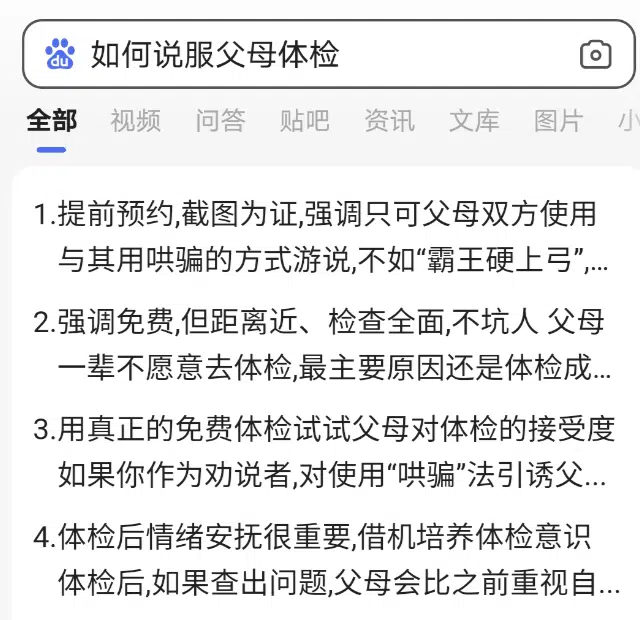 du 如何说服父母体检
全部 视频 问答 贴吧 资讯 文库 图片 小
1.提前预约,截图为证,强调只可父母双方使用
与其用哄骗的方式游说,不如“霸王硬上弓”,...
2.强调免费,但距离近、检查全面,不坑人 父母
一辈不愿意去体检,最主要原因还是体检成...
3.用真正的免费体检试试父母对体检的接受度
如果你作为劝说者,对使用“哄骗”法引诱父...
4.体检后情绪安抚很重要,借机培养体检意识
体检后,如果查出问题,父母会比之前重视自...